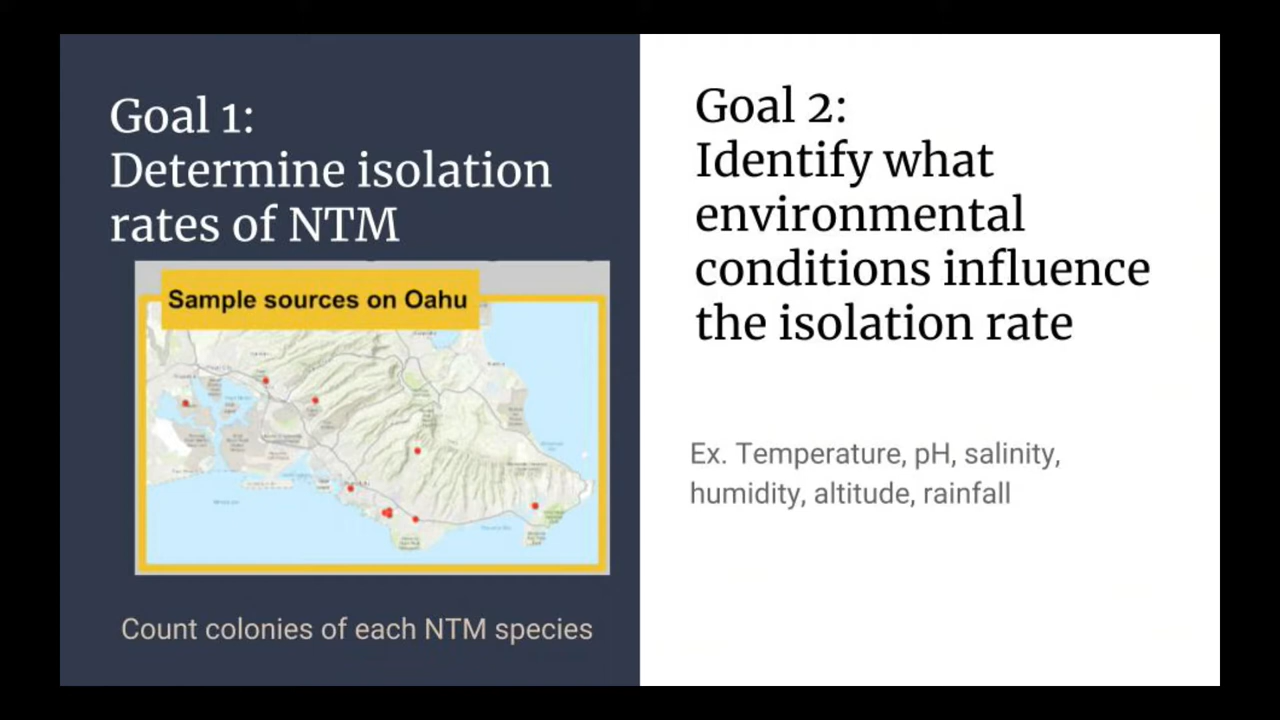 Goal 1:
Determine isolation
rates of NTM
Sample sources on Oahu
Count colonies of each NTM species
Goal 2:
Identify what
environmental
conditions influence
the isolation rate
Ex. Temperature, pH, salinity,
humidity, altitude, rainfall